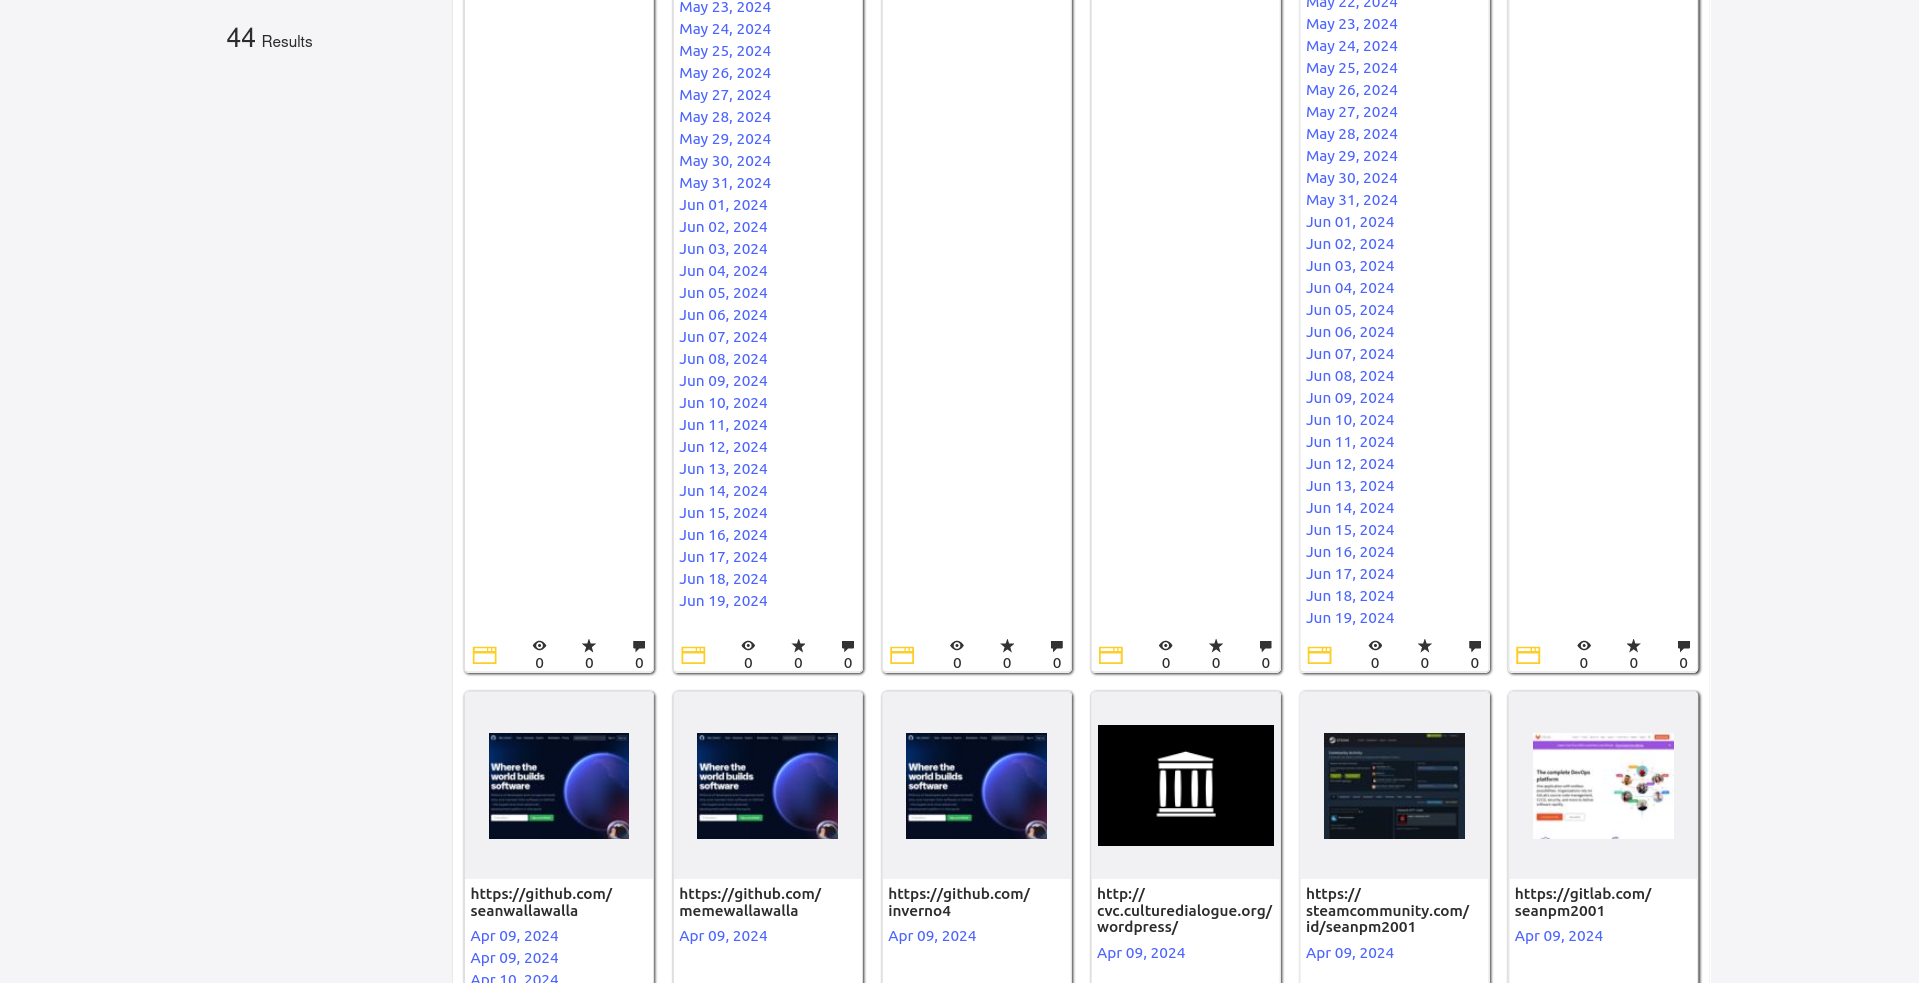 44 Results
May 23, 2024
May 24, 2024
May 25, 2024
May 26, 2024
May 27, 2024
May 28, 2024
May 29, 2024
May 30, 2024
May 31, 2024
Jun 01, 2024
Jun 02, 2024
Jun 03, 2024
Jun 04, 2024
Jun 05, 2024
Jun 06, 2024
Jun 07, 2024
Jun 08, 2024
Jun 09, 2024
Jun 10, 2024
Jun 11, 2024
Jun 12, 2024
Jun 13, 2024
Jun 14, 2024
Jun 15, 2024
Jun 16, 2024
Jun 17, 2024
Jun 18, 2024
Jun 19, 2024
May 22, 2024
May 23, 2024
May 24, 2024
May 25, 2024
May 26, 2024
May 27, 2024
May 28, 2024
May 29, 2024
May 30, 2024
May 31, 2024
Jun 01, 2024
Jun 02, 2024
Jun 03, 2024
Jun 04, 2024
Jun 05, 2024
Jun 06, 2024
Jun 07, 2024
Jun 08, 2024
Jun 09, 2024
Jun 10, 2024
Jun 11, 2024
Jun 12, 2024
Jun 13, 2024
Jun 14, 2024
Jun 15, 2024
Jun 16, 2024
Jun 17, 2024
Jun 18, 2024
Jun 19, 2024
0 0 0
0 0 0
0 0 0
0 0 0
0 0 0
0 0 0
Where the
world builds
software
https://github.com/
seanwallawalla
Apr 09, 2024
Apr 09, 2024
Apr 10, 2024
Where the
world builds
software
https://github.com/
memewallawalla
Apr 09, 2024
Where the
world builds
software
https://github.com/
inverno4
Apr 09, 2024
http://
cvc.culturedialogue.org/
wordpress/
Apr 09, 2024
https://
steamcommunity.com/
id/seanpm2001
Apr 09, 2024
The complete DevOps
platform
https://gitlab.com/
seanpm2001
Apr 09, 2024